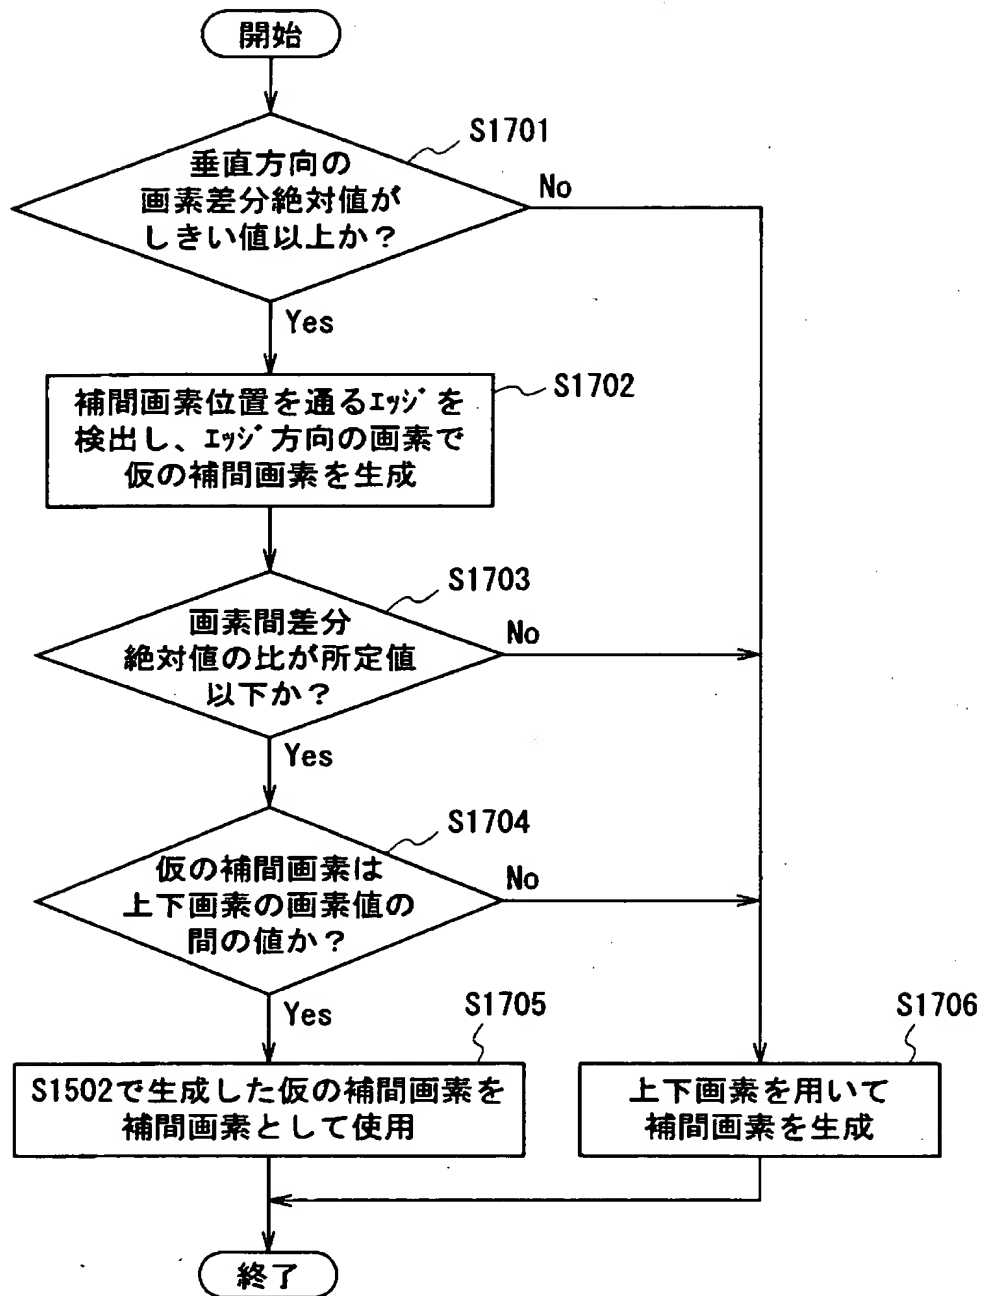 開始
S1701
垂直方向の
画素差分絶対値が
しきい値以上か？
No
Yes
S1702
補間画素位置を通るｴｯｼﾞを
検出し、ｴｯｼﾞ方向の画素で
仮の補間画素を生成
S1703
画素間差分
絶対値の比が所定値
以下か？
No
Yes
S1704
仮の補間画素は
上下画素の画素値の
間の値か？
No
Yes
S1705
S1502で生成した仮の補間画素を
補間画素として使用
S1706
上下画素を用いて
補間画素を生成
終了